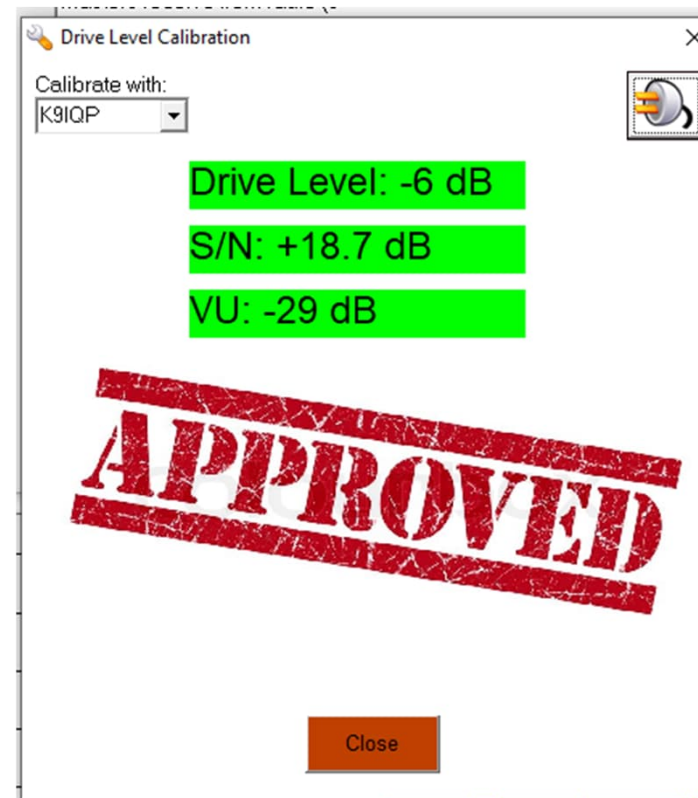 Drive Level Calibration
Calibrate with:
K9IQP
Drive Level: -6 dB
S/N: +18.7 dB
VU: -29 dB
APPROVED
Close